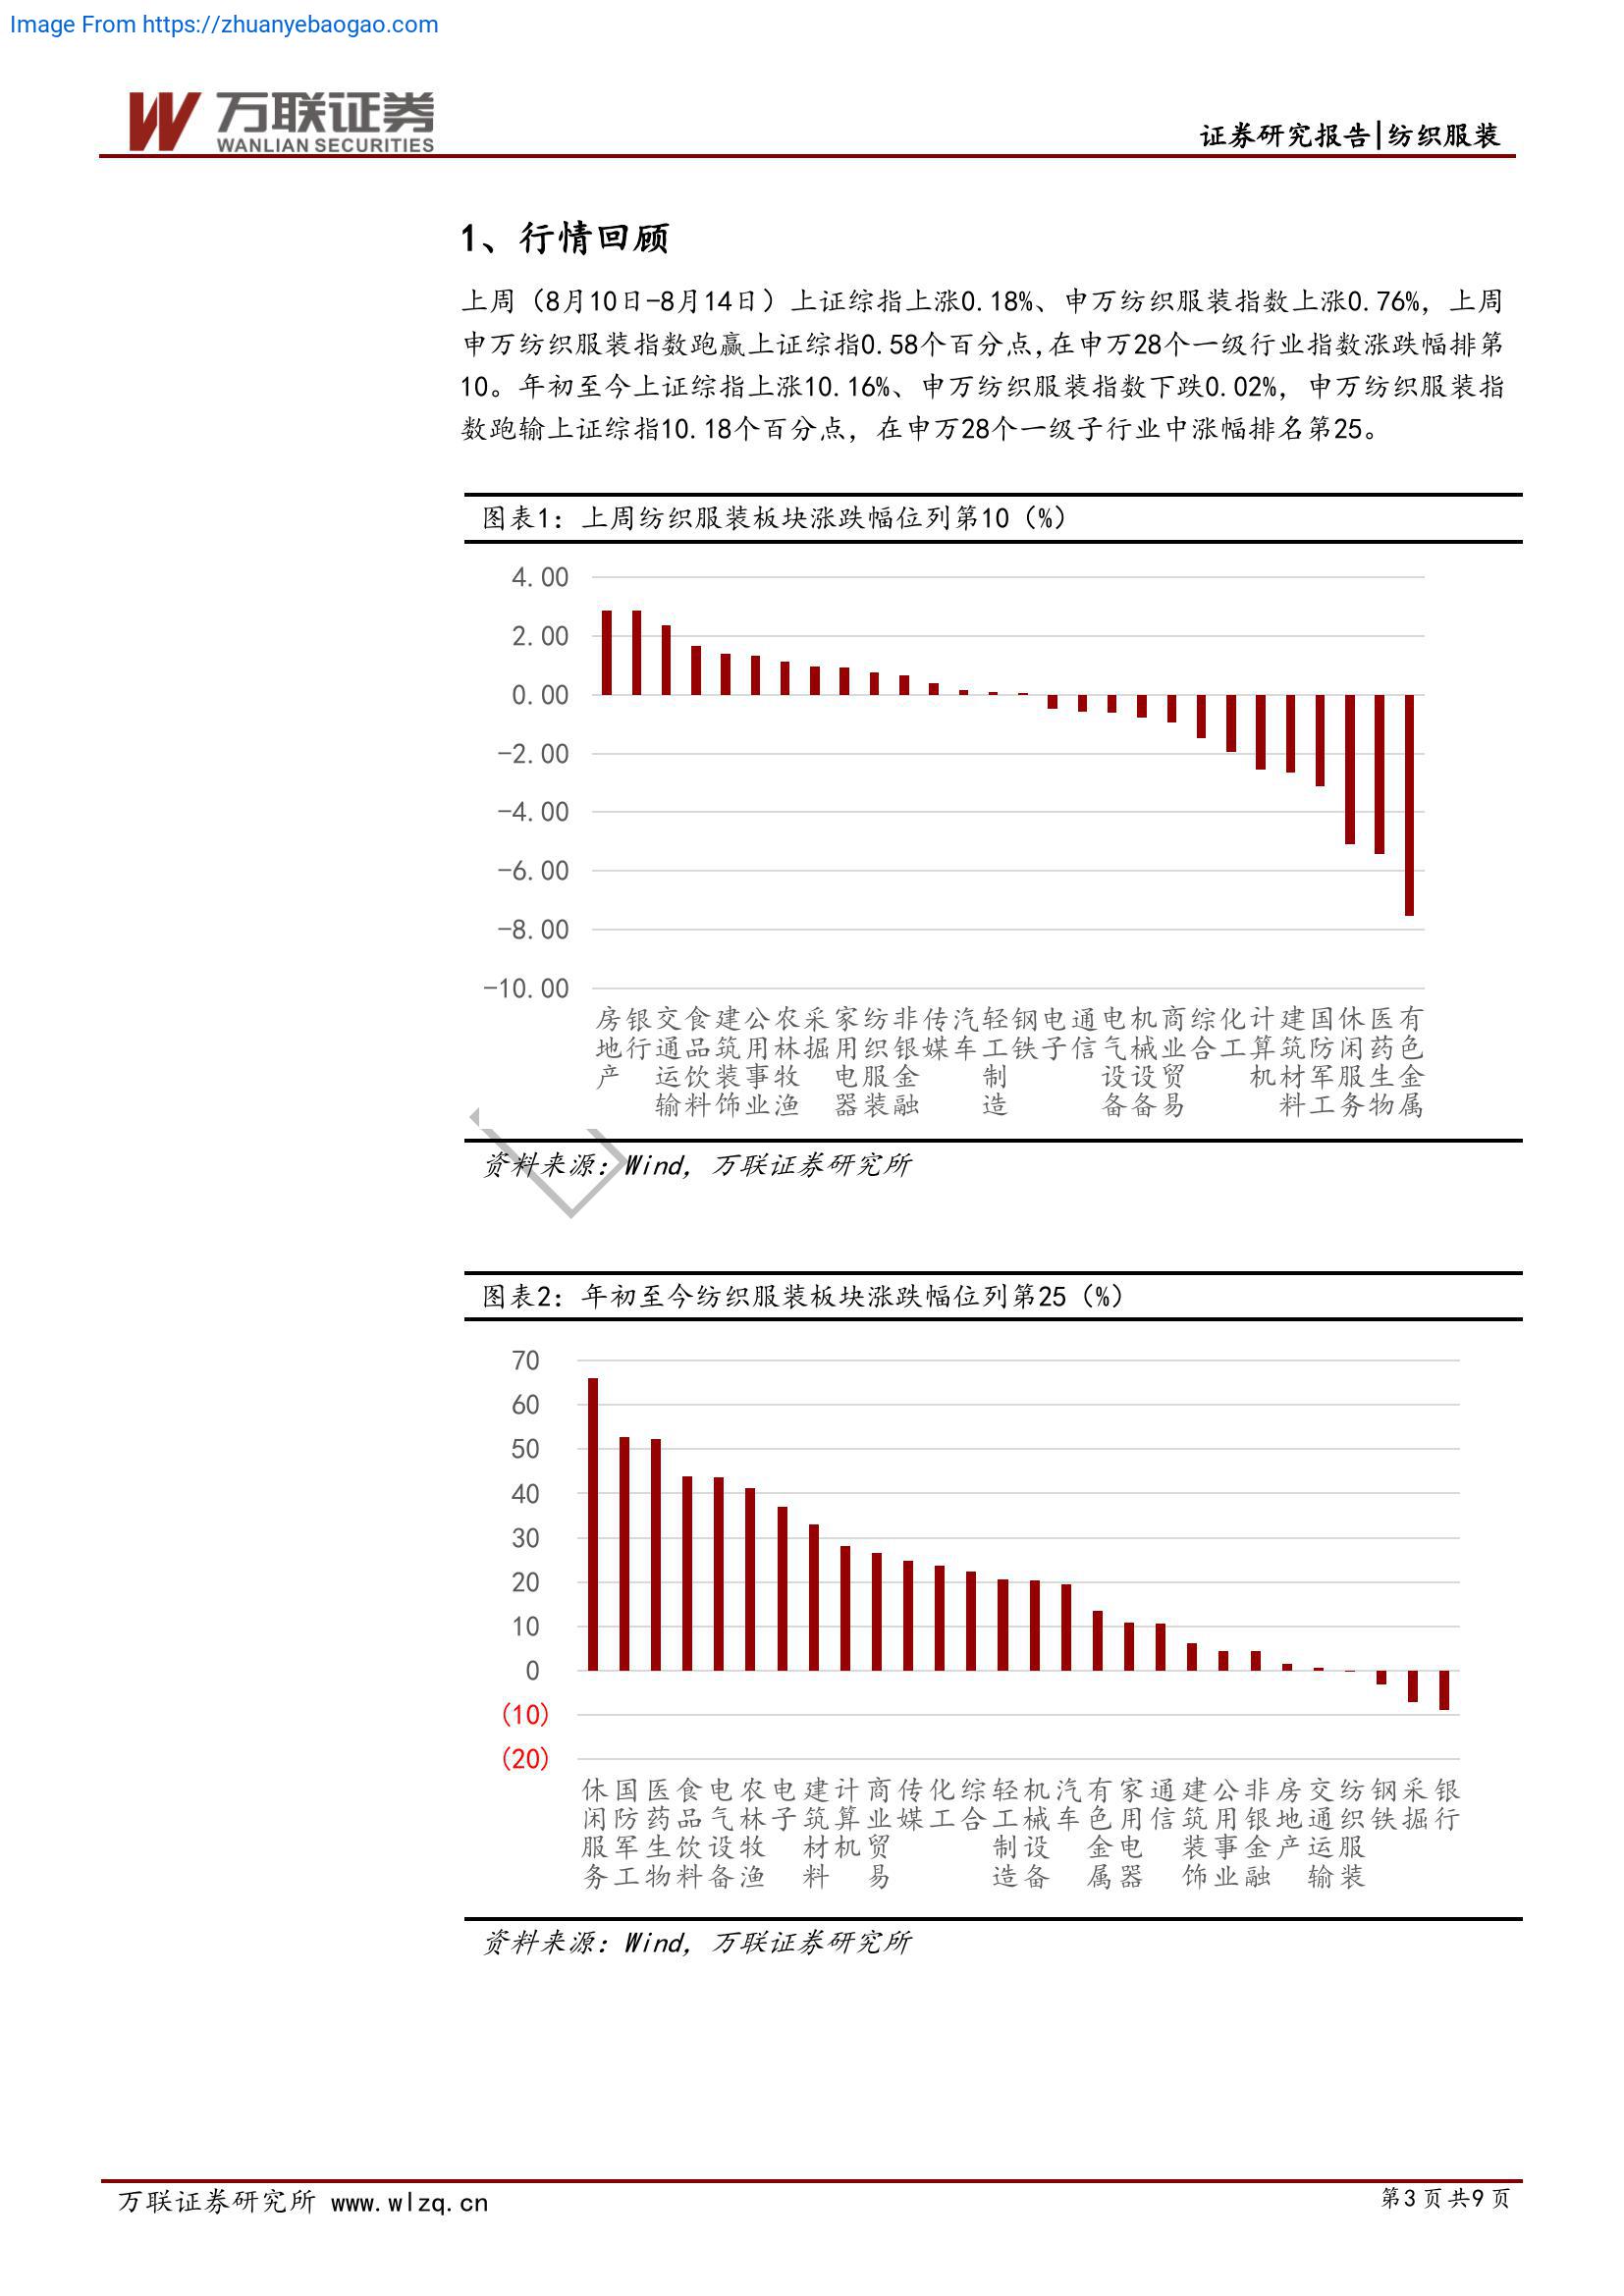 Image From https://zhuanyebaogao.com
万联证券
WANLIAN SECURITIES
证券研究报告|纺织服装
1、行情回顾
上周（8月10日-8月14日）上证综指上涨0.18%、申万纺织服装指数上涨0.76%，上周
申万纺织服装指数跑赢上证综指0.58个百分点,在申万28个一级行业指数涨跌幅排第
10。年初至今上证综指上涨10.16%、申万纺织服装指数下跌0.02%，申万纺织服装指
数跑输上证综指10.18个百分点，在申万28个一级子行业中涨幅排名第25。
图表1：上周纺织服装板块涨跌幅位列第10（%）
4.00
2.00
0.00
-2.00
-4.00
-6.00
-8.00
-10.00
房地产
银行
交通运输
食品饮料
建筑装饰
公用事业
农林牧渔
采掘
家用电器
纺织服装
非银金融
传媒
汽车
轻工制造
钢铁
电子
通信
电气设备
机械设备
商业贸易
综合
化工
计算机
建筑材料
国防军工
休闲服务
医药生物
有色金属
资料来源：Wind，万联证券研究所
图表2：年初至今纺织服装板块涨跌幅位列第25（%）
70
60
50
40
30
20
10
0
(10)
(20)
休闲服务
国防军工
医药生物
食品饮料
电气设备
农林牧渔
电子
建筑材料
计算机
商业贸易
传媒
化工
综合
轻工制造
机械设备
汽车
有色金属
家用电器
通信
建筑装饰
公用事业
非银金融
房地产
交通运输
纺织服装
钢铁
采掘
银行
资料来源：Wind，万联证券研究所
万联证券研究所 www.wlzq.cn
第3页共9页